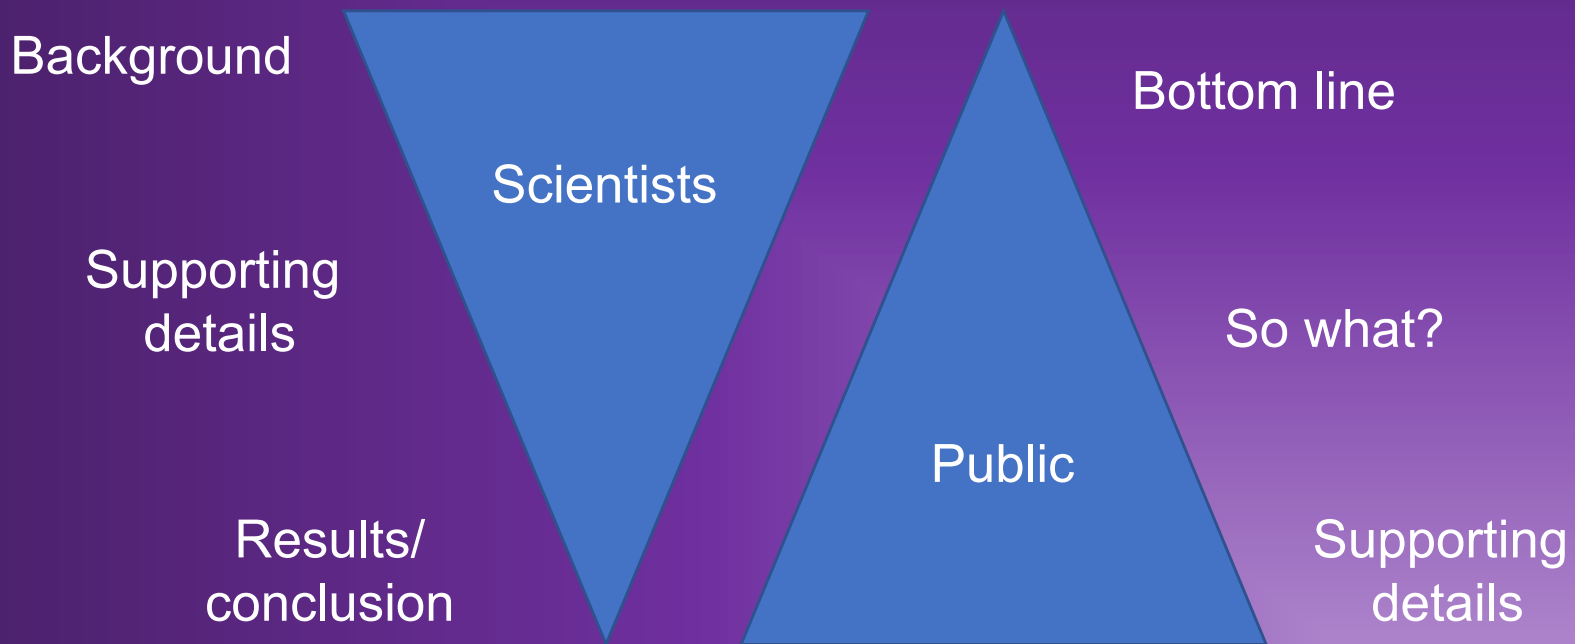 Background
Scientists
Supporting
details
Results/
conclusion
Bottom line
So what?
Public
Supporting
details